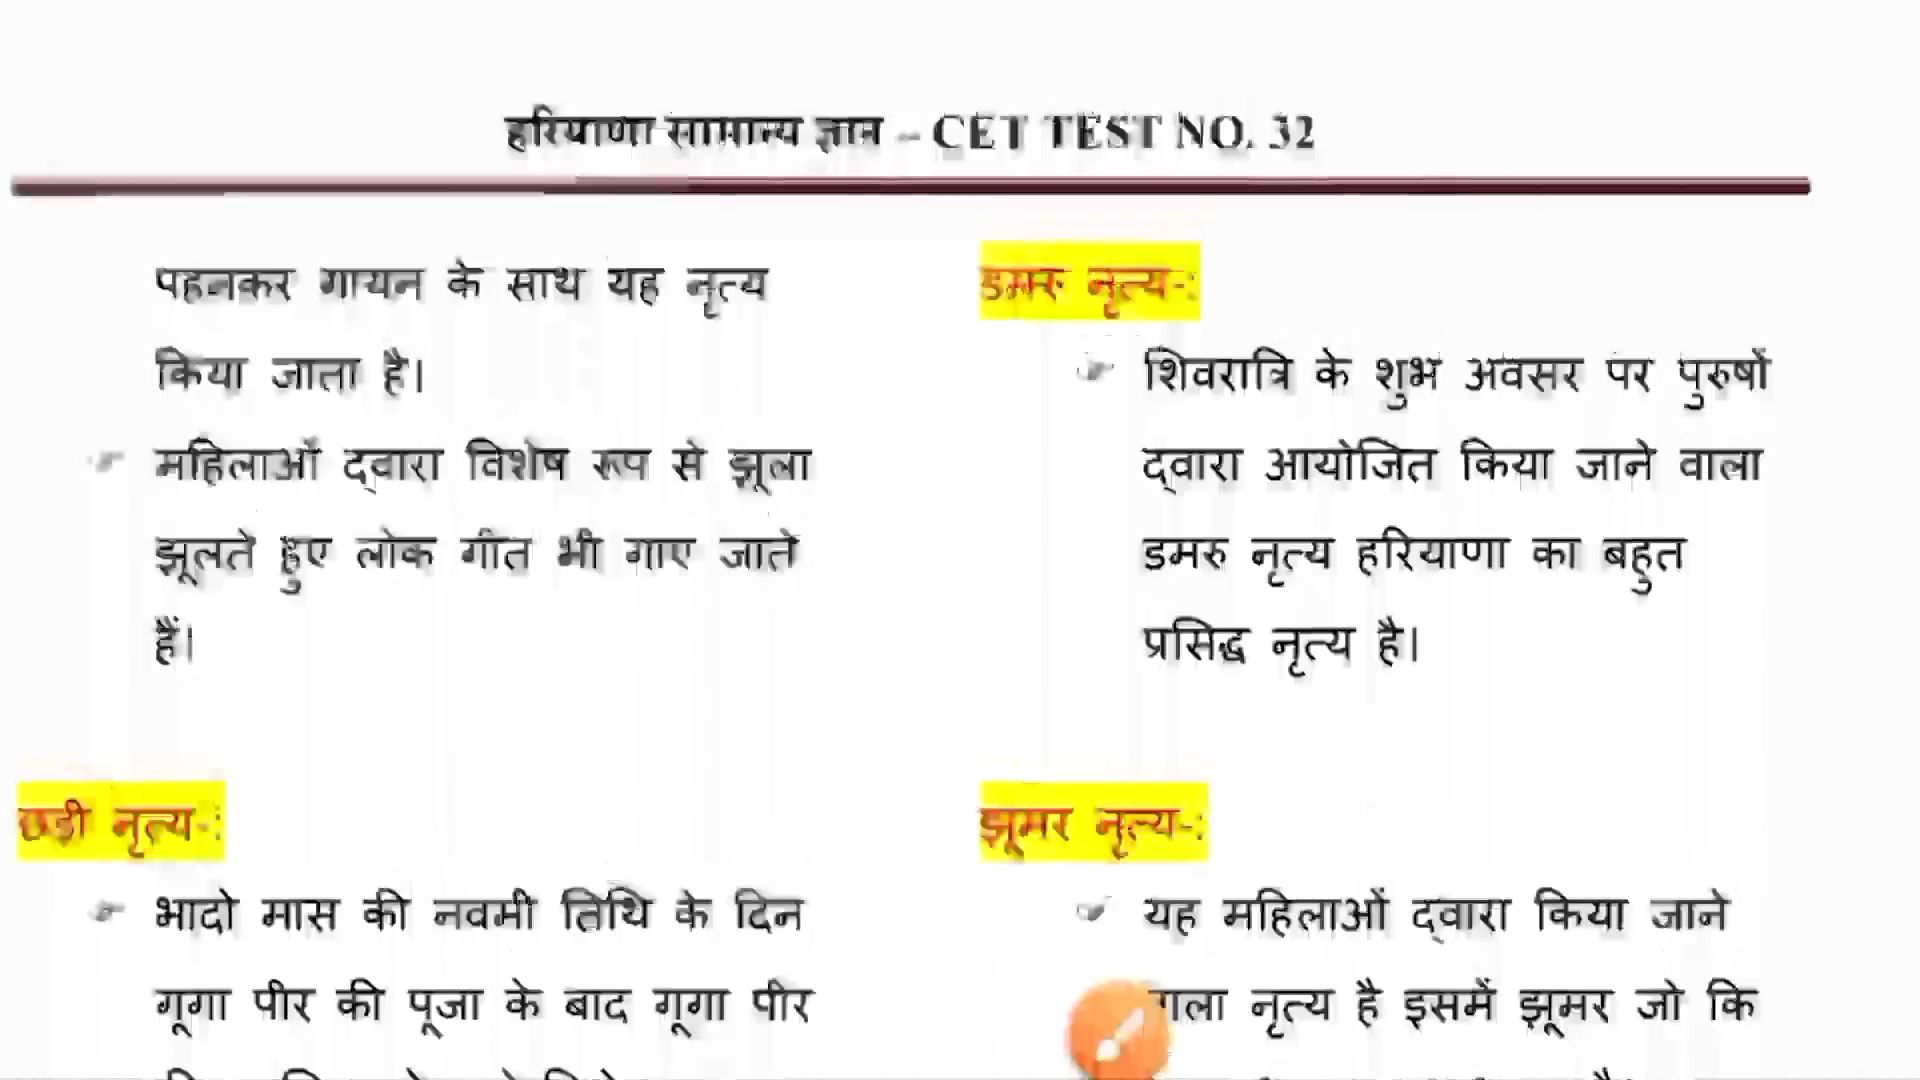 हरियाणा सामान्य ज्ञान – CET TEST NO. 32
पहनकर गायन के साथ यह नृत्य
किया जाता है।
महिलाओं द्वारा विशेष रूप से झूला
झूलते हुए लोक गीत भी गाए जाते
हैं।
छड़ी नृत्य-:
भादो मास की नवमी तिथि के दिन
गूगा पीर की पूजा के बाद गूगा पीर
डमरु नृत्य-:
शिवरात्रि के शुभ अवसर पर पुरुषों
द्वारा आयोजित किया जाने वाला
डमरु नृत्य हरियाणा का बहुत
प्रसिद्ध नृत्य है।
झूमर नृत्य-:
यह महिलाओं द्वारा किया जाने
नृत्य है इसमें झूमर जो कि